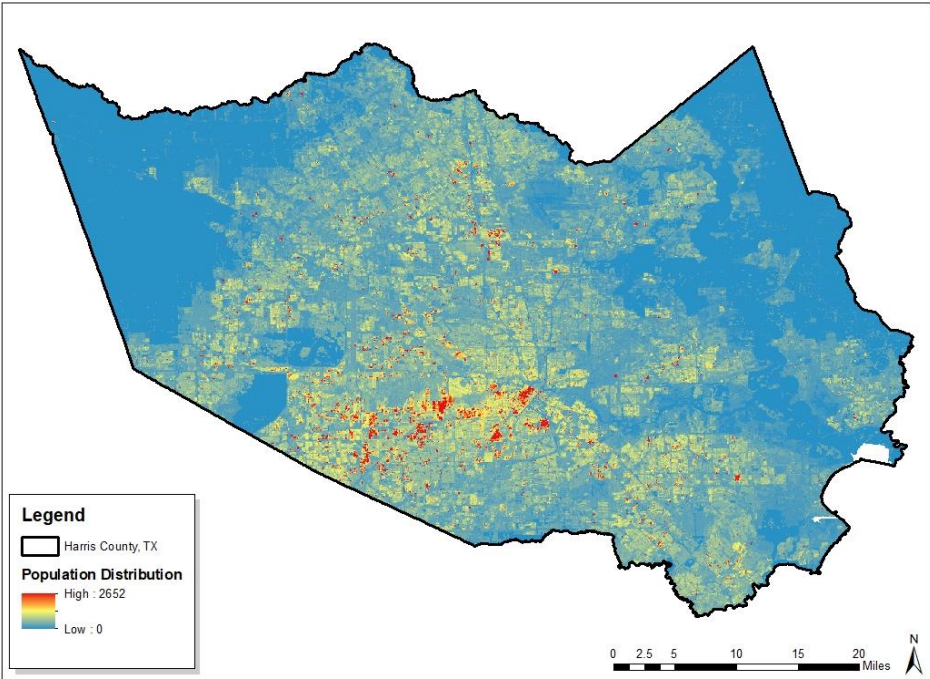 Legend
Harris County, TX
Population Distribution
High : 2652
Low : 0
N
0 2.5 5 10 15 20
Miles